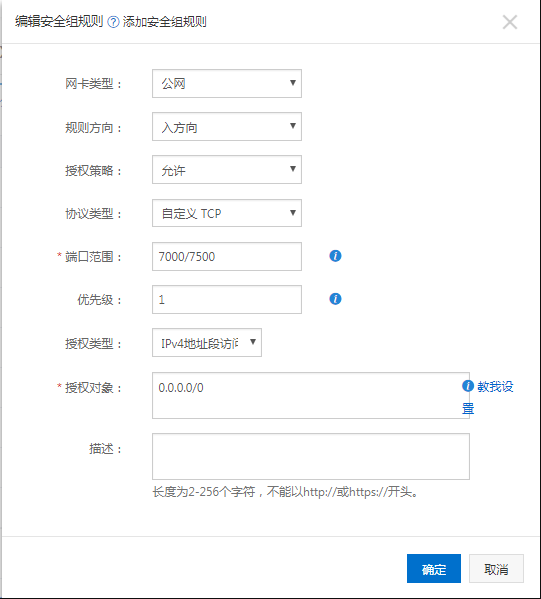 编辑安全组规则 ? 添加安全组规则
网卡类型： 公网
规则方向： 入方向
授权策略： 允许
协议类型： 自定义 TCP
* 端口范围： 7000/7500
优先级： 1
授权类型： IPv4地址段访问
* 授权对象： 0.0.0.0/0 教我设
置
描述：
长度为2-256个字符，不能以http://或https://开头。
确定 取消